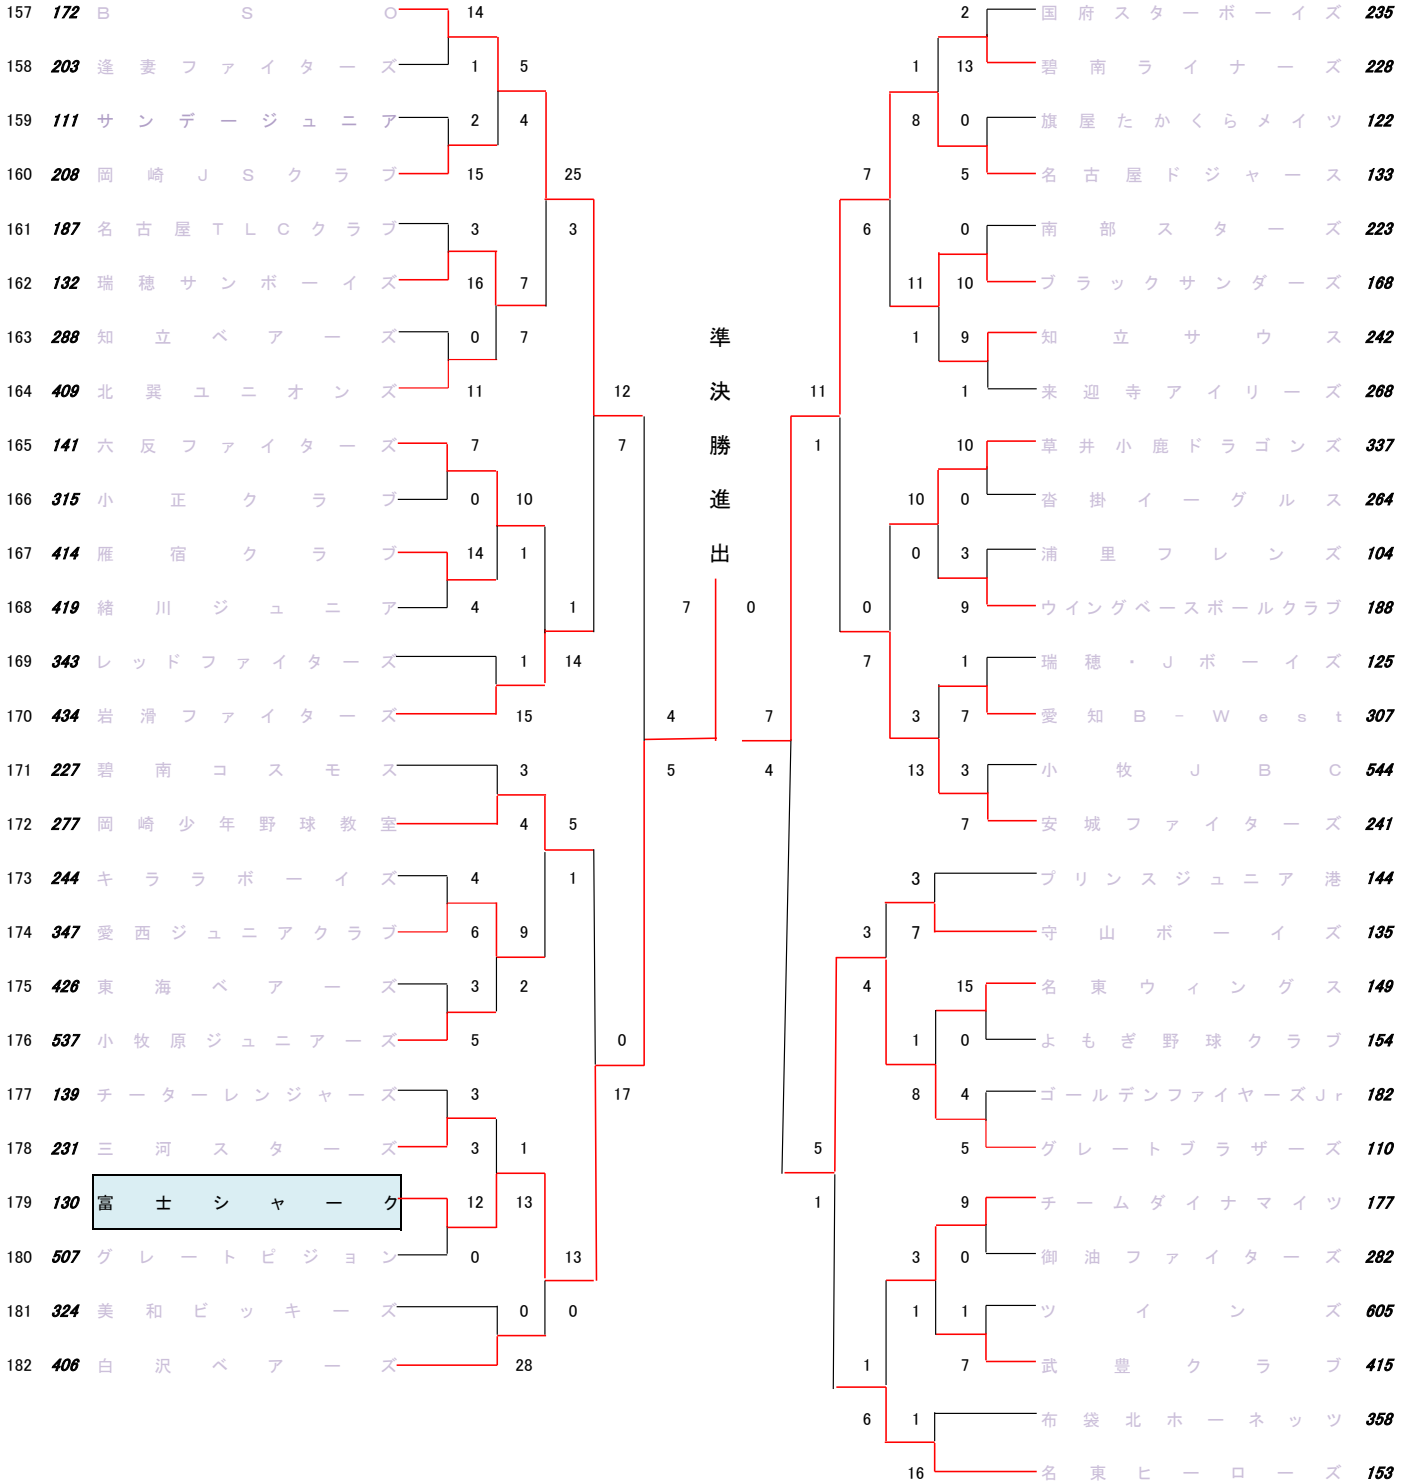 157 172 BSO 14
158 203 逢妻ファイターズ 1 5
159 111 サンデージュニア 2 4
160 208 岡崎JSクラブ 15 25
161 187 名古屋TLCクラブ 3 3
162 132 瑞穂サンボーイズ 16 7
163 288 知立ベアーズ 0 7
164 409 北巽ユニオンズ 11 12
165 141 六反ファイターズ 7 7
166 315 小正クラブ 0 10
167 414 雁宿クラブ 14 1
168 419 緒川ジュニア 4 1 7
169 343 レッドファイターズ 1 14
170 434 岩滑ファイターズ 15 4
171 227 碧南コスモス 3 5
172 277 岡崎少年野球教室 4 5
173 244 キララボーイズ 4 1
174 347 愛西ジュニアクラブ 6 9
175 426 東海ベアーズ 3 2
176 537 小牧原ジュニアーズ 5 0
177 139 チーターレンジャーズ 3 17
178 231 三河スターズ 3 1
179 130 富士シャーク 12 13
180 507 グレートピジョン 0 13
181 324 美和ビッキーズ 0 0
182 406 白沢ベアーズ 28
準決勝進出
2 国府スターボーイズ 235
1 13 碧南ライナーズ 228
8 0 旗屋たかくらメイツ 122
7 5 名古屋ドジャース 133
6 0 南部スターズ 223
11 10 ブラックサンダーズ 168
1 9 知立サウス 242
11 1 来迎寺アイリーズ 268
1 10 草井小鹿ドラゴンズ 337
10 0 沓掛イーグルス 264
0 3 浦里フレンズ 104
0 0 9 ウイングベースボールクラブ 188
7 1 瑞穂・Jボーイズ 125
7 3 7 愛知B-West 307
4 13 3 小牧JBC 544
7 安城ファイターズ 241
3 プリンスジュニア港 144
3 7 守山ボーイズ 135
4 15 名東ウィングス 149
1 0 よもぎ野球クラブ 154
8 4 ゴールデンファイヤーズJr 182
5 5 グレートブラザーズ 110
1 9 チームダイナマイツ 177
3 0 御油ファイターズ 282
1 1 ツインズ 605
1 7 武豊クラブ 415
6 1 布袋北ホーネッツ 358
16 名東ヒーローズ 153